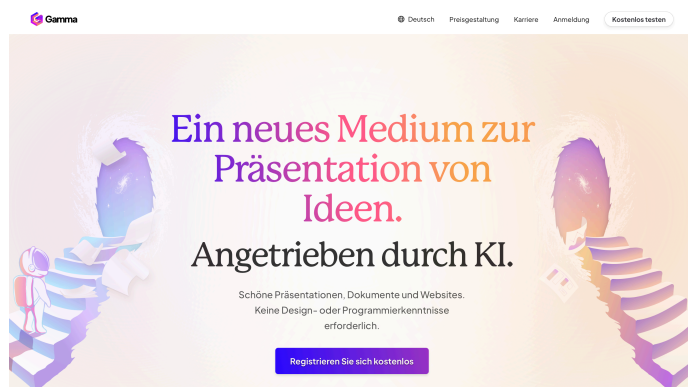 Gamma
Deutsch Preisgestaltung Karriere Anmeldung Kostenlos testen
Ein neues Medium zur
Präsentation von
Ideen.
Angetrieben durch KI.
Schöne Präsentationen, Dokumente und Websites.
Keine Design- oder Programmierkenntnisse
erforderlich.
Registrieren Sie sich kostenlos